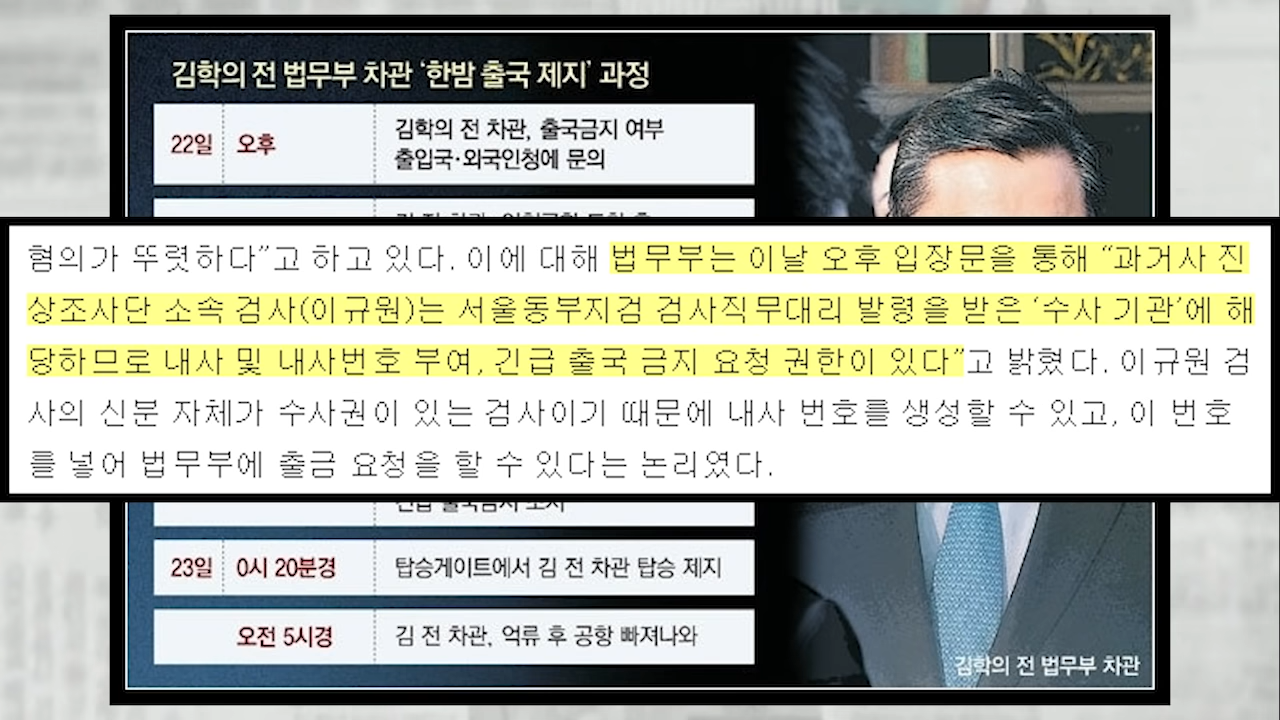 김학의 전 법무부 차관 ‘한밤 출국 제지’ 과정
22일 오후 김학의 전 차관, 출국금지 여부
출입국·외국인청에 문의
혐의가 뚜렷하다”고 하고 있다. 이에 대해 법무부는 이날 오후 입장문을 통해 “과거사 진
상조사단 소속 검사(이규원)는 서울동부지검 검사직무대리 발령을 받은 ‘수사 기관’에 해
당하므로 내사 및 내사번호 부여, 긴급 출국 금지 요청 권한이 있다”고 밝혔다. 이규원 검
사의 신분 자체가 수사권이 있는 검사이기 때문에 내사 번호를 생성할 수 있고, 이 번호
를 넣어 법무부에 출금 요청을 할 수 있다는 논리였다.
23일 0시 20분경 탑승게이트에서 김 전 차관 탑승 제지
오전 5시경 김 전 차관, 억류 후 공항 빠져나와
김학의 전 법무부 차관